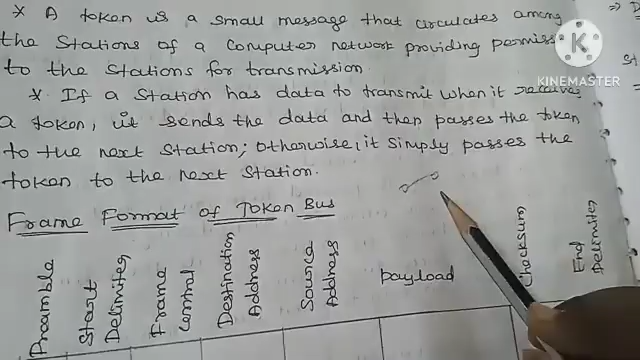 * A token is a small message that circulates among
the Stations of a Computer network providing permiss
to the stations for transmission.
* If a Station has data to transmit when it receives
a token, it sends the data and then passes the token
to the next Station; Otherwise, it simply passes the
token to the next Station.
Frame Format of Token Bus
Preamble
Start Delimiter
Frame Control
Destination Address
Source Address
Payload
Checksum
End Delimiter
K
KINEMASTER